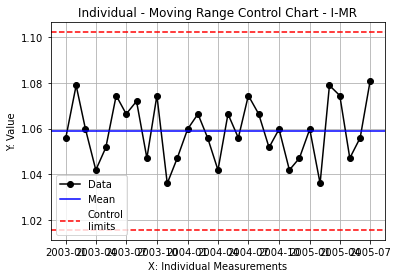 Individual - Moving Range Control Chart - I-MR
1.10
1.08
1.06
1.04
1.02
Y: Value
Data
Mean
Control
limits
2005-07
X: Individual Measurements